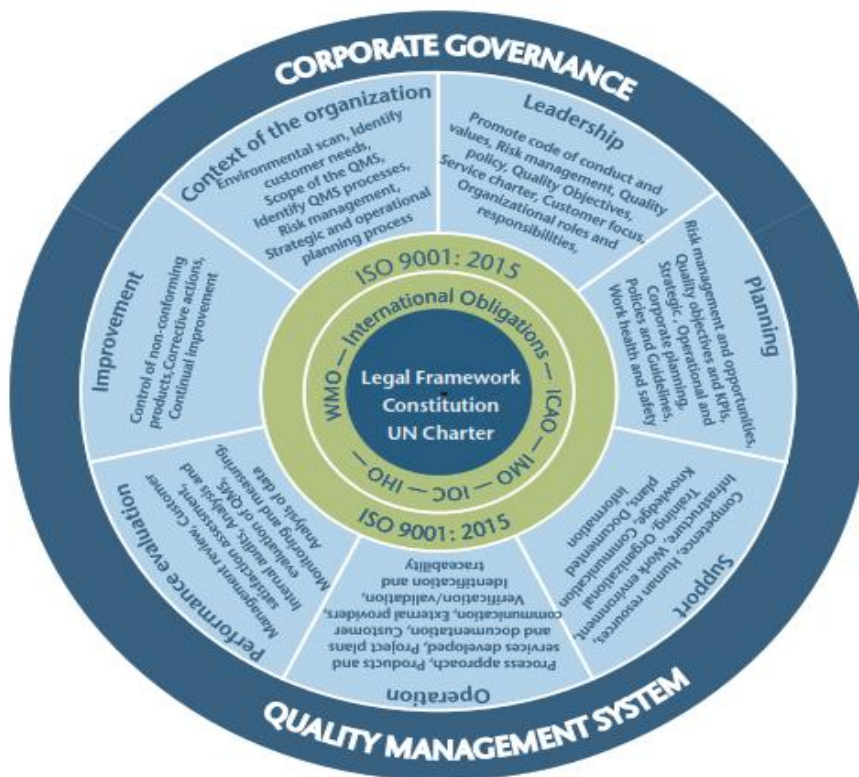 CORPORATE GOVERNANCE
Context of the organization
Environmental scan, Identify
customer needs,
Scope of the QMS,
Identify QMS processes,
Risk management,
Strategic and operational
planning process
Leadership
Promote code of conduct and
values, Risk management, Quality
policy, Quality Objectives,
Service charter, Customer focus,
Organizational roles and
responsibilities,
Planning
Risk management and opportunities,
Quality objectives and KPIs,
Strategic , Operational and
Corporate planning,
Policies and Guidelines,
Work health and safety
Support
Competence, Human resources,
Infrastructure, Work environment,
Training, Organizational
Knowledge, Communication
plans, Documented
Information
Operation
Process approach, Products and
services developed, Project plans
and documentation, Customer
communication, External providers,
Verification/validation,
Identification and
traceability
Performance evaluation
Management review, Customer
satisfaction assessment and
Internal audits, Analysis and
evaluation of QMS,
Monitoring and measuring,
Analysis of data
Improvement
Control of non-conforming
products,Corrective actions,
Continual improvement
ISO 9001: 2015
WMO — International Obligations — ICAO — IMO — IOC — IHO —
Legal Framework
Constitution
UN Charter
ISO 9001: 2015
QUALITY MANAGEMENT SYSTEM